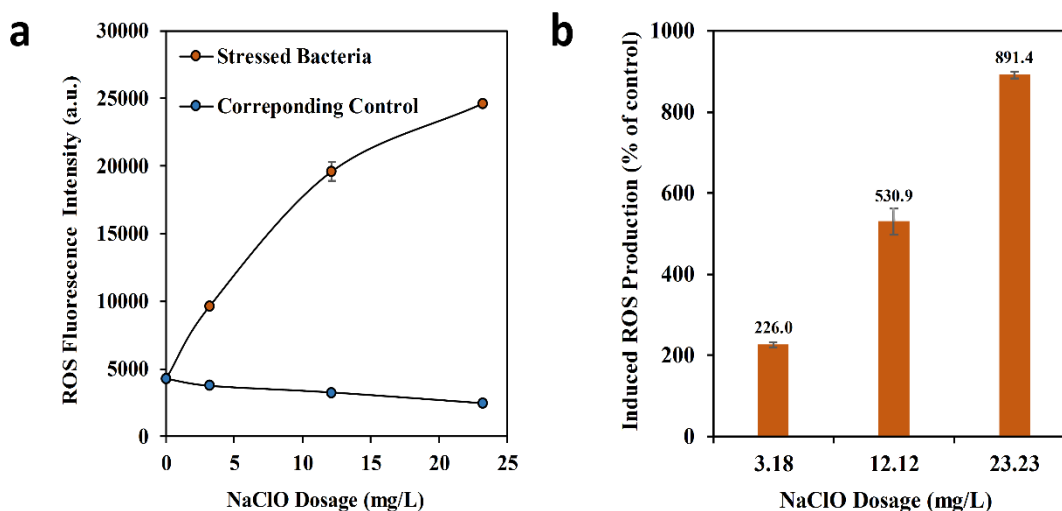 a
ROS Fluorescence Intensity (a.u.)
30000
25000
20000
15000
10000
5000
0
Stressed Bacteria
Correponding Control
0 5 10 15 20 25
NaClO Dosage (mg/L)
b
Induced ROS Production (% of control)
1000
800
600
400
200
0
226.0
530.9
891.4
3.18 12.12 23.23
NaClO Dosage (mg/L)